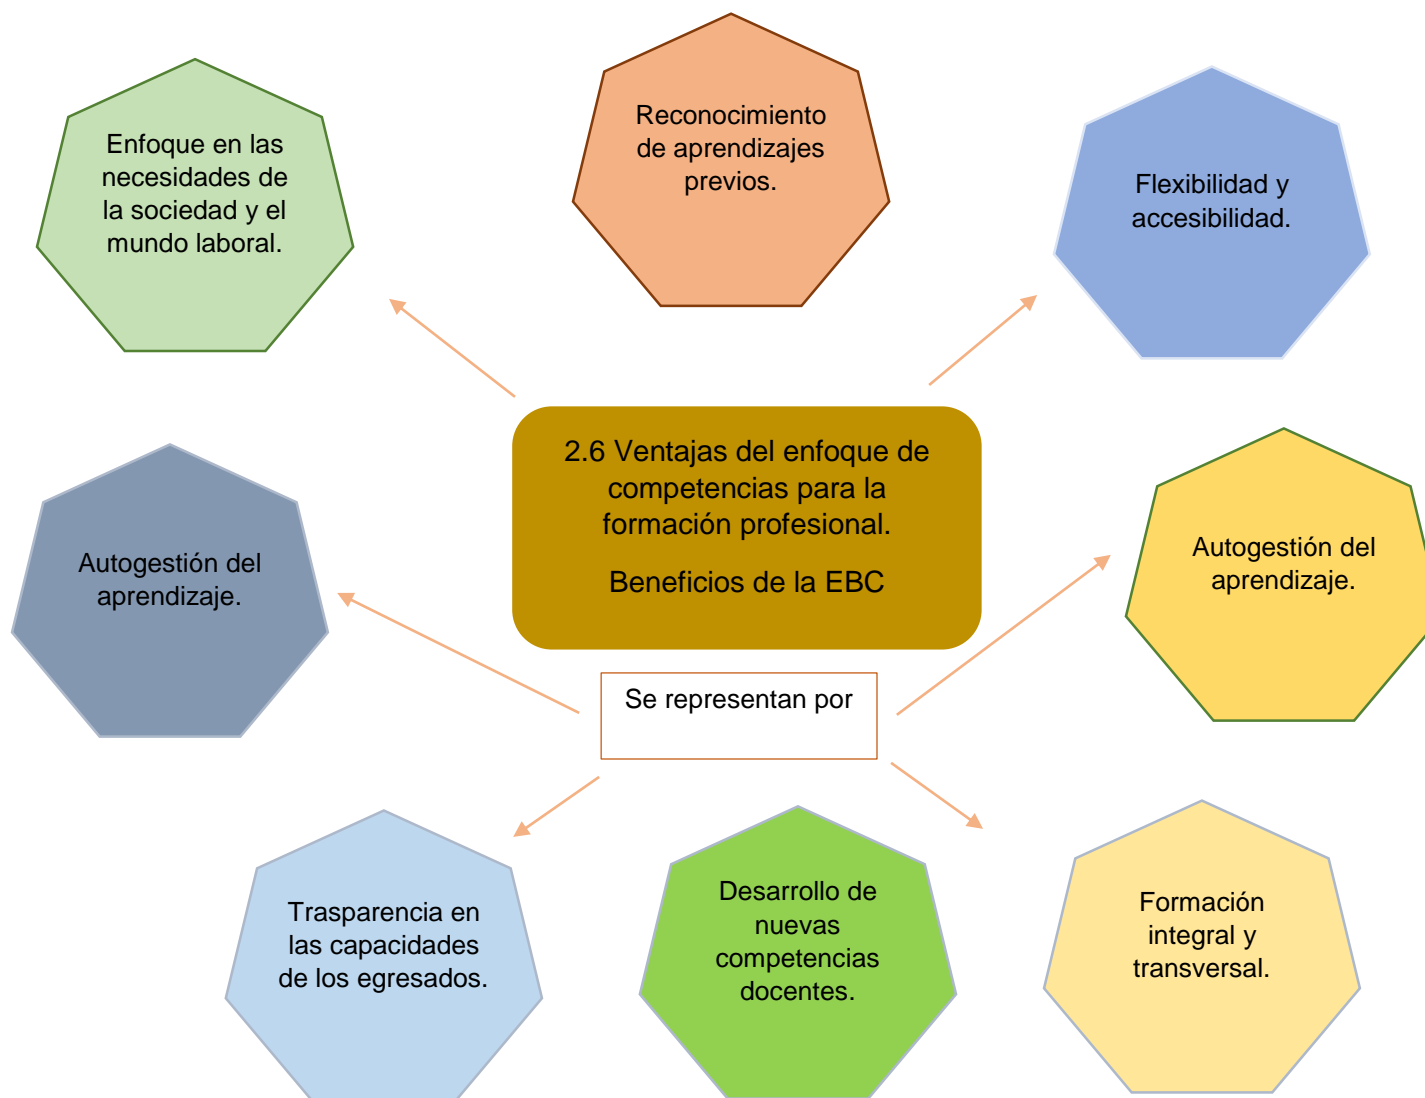 Enfoque en las
necesidades de
la sociedad y el
mundo laboral.
Reconocimiento
de aprendizajes
previos.
Flexibilidad y
accesibilidad.
2.6 Ventajas del enfoque de
competencias para la
formación profesional.
Beneficios de la EBC
Autogestión del
aprendizaje.
Autogestión del
aprendizaje.
Se representan por
Trasparencia en
las capacidades
de los egresados.
Desarrollo de
nuevas
competencias
docentes.
Formación
integral y
transversal.